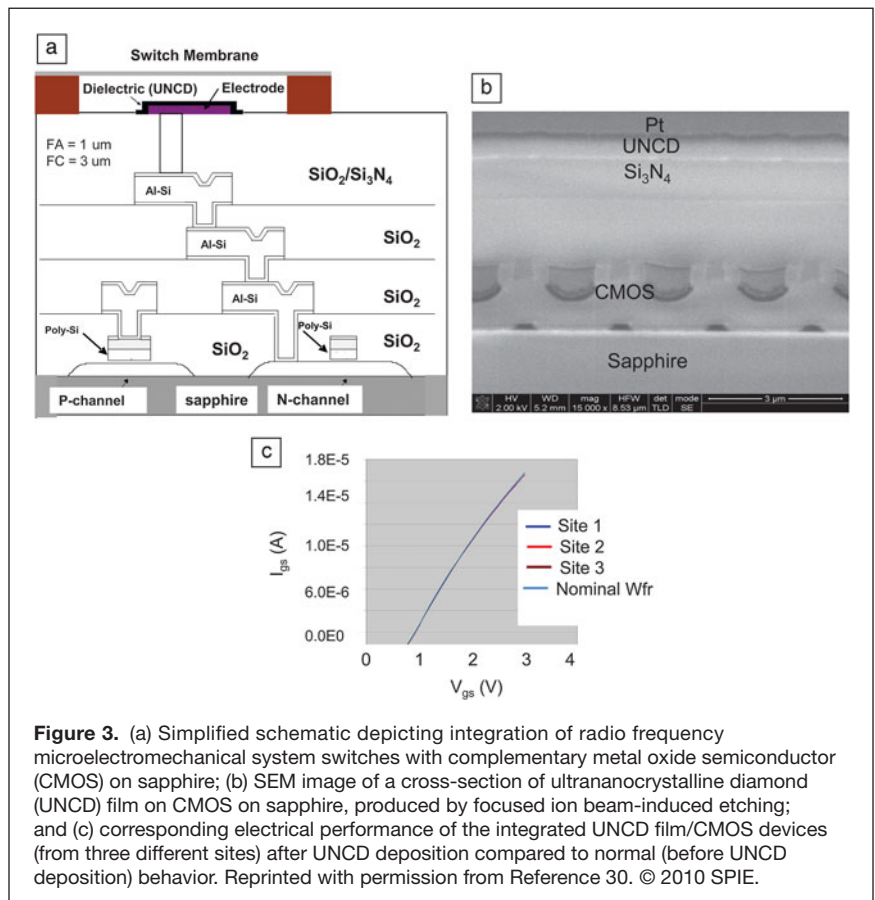 a
Switch Membrane
Dielectric (UNCD)
Electrode
FA = 1 um
FC = 3 um
SiO₂/Si₃N₄
Al-Si
SiO₂
Al-Si
SiO₂
Al-Si
Poly-Si
Poly-Si
SiO₂
SiO₂
P-channel
sapphire
N-channel
b
Pt
UNCD
Si₃N₄
CMOS
Sapphire
HV WD mag HFW det mode
2.00 kV 5.2 mm 15 000 x 8.53 µm TLD SE
3 µm
c
1.8E-5
1.4E-5
1.0E-5
6.0E-6
0.0E0
I_gs (A)
0 1 2 3 4
V_gs (V)
Site 1
Site 2
Site 3
Nominal Wfr
Figure 3. (a) Simplified schematic depicting integration of radio frequency
microelectromechanical system switches with complementary metal oxide semiconductor
(CMOS) on sapphire; (b) SEM image of a cross-section of ultrananocrystalline diamond
(UNCD) film on CMOS on sapphire, produced by focused ion beam-induced etching;
and (c) corresponding electrical performance of the integrated UNCD film/CMOS devices
(from three different sites) after UNCD deposition compared to normal (before UNCD
deposition) behavior. Reprinted with permission from Reference 30. © 2010 SPIE.